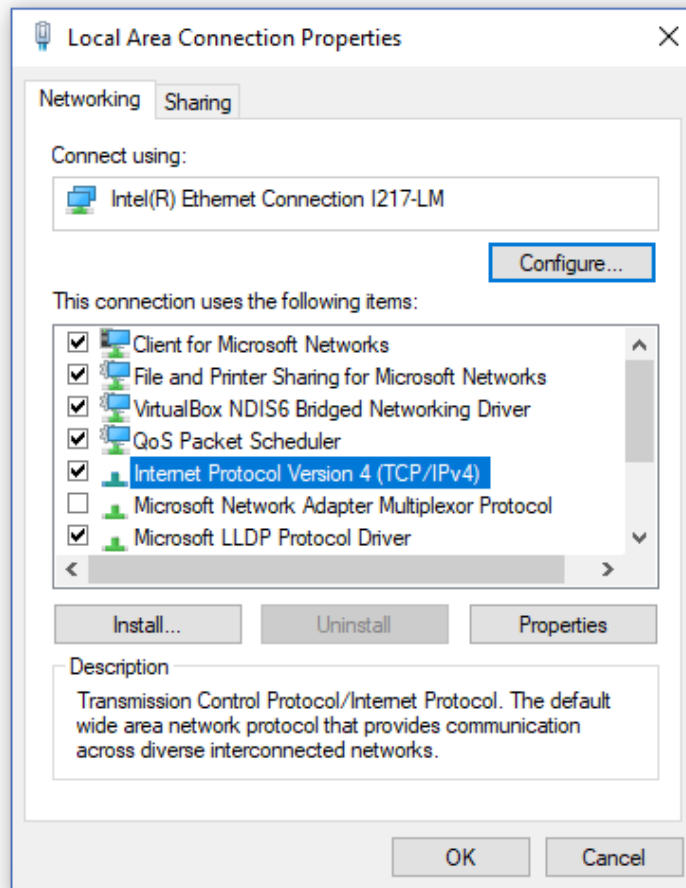 Local Area Connection Properties
Networking
Sharing
Connect using:
Intel(R) Ethernet Connection I217-LM
Configure...
This connection uses the following items:
Client for Microsoft Networks
File and Printer Sharing for Microsoft Networks
VirtualBox NDIS6 Bridged Networking Driver
QoS Packet Scheduler
Internet Protocol Version 4 (TCP/IPv4)
Microsoft Network Adapter Multiplexor Protocol
Microsoft LLDP Protocol Driver
Install...
Uninstall
Properties
Description
Transmission Control Protocol/Internet Protocol. The default
wide area network protocol that provides communication
across diverse interconnected networks.
OK
Cancel